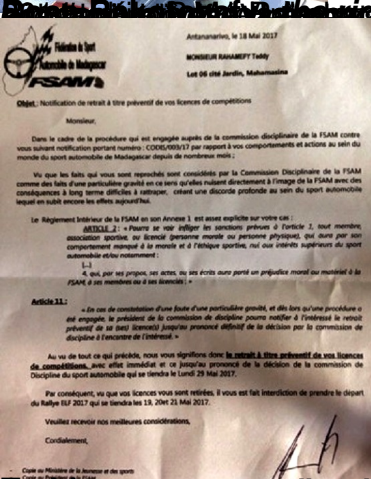 Antananarivo, le 18 Mai 2017
Fédération du Sport
Automobile de Madagascar
FSAM
MONSIEUR RAHAMEFY Teddy
Lot 06 cité Jardin, Mahamasina
Objet : Notification de retrait à titre préventif de vos licences de compétitions
Monsieur,
Dans le cadre de la procédure qui est engagée auprès de la commission disciplinaire de la FSAM contre
vous suivant notification portant numéro : CODIS/003/17 par rapport à vos comportements et actions au sein du
monde du sport automobile de Madagascar depuis de nombreux mois ;
Vu que les faits qui vous sont reprochés sont considérés par la Commission Disciplinaire de la FSAM
comme des faits d'une particulière gravité en ce sens qu'elles nuisent directement à l'image de la FSAM avec des
conséquences à long terme difficiles à rattraper, créant une discorde profonde au sein du sport automobile
lequel en subit encore les effets aujourd'hui.
Le Règlement Intérieur de la FSAM en son Annexe 1 est assez explicite sur votre cas :
ARTICLE 2 : « Pourra se voir infliger les sanctions prévues à l'article 3, tout membre,
association sportive, ou licencié (personne morale ou personne physique), qui aura par son
comportement manqué à la morale et à l'éthique sportive, nui aux intérêts supérieurs du sport
automobile et/ou notamment :
[...]
4. qui, par ses propos, ses actes, ou ses écrits aura porté un préjudice moral ou matériel à la
FSAM, à ses membres ou à ses licenciés ; »
Article 11 :
« En cas de constatation d'une faute d'une particulière gravité, et dès lors qu'une procédure a
été engagée, le président de la commission de discipline pourra notifier à l'intéressé le retrait
préventif de sa (ses) licence(s) jusqu'au prononcé définitif de la décision par la commission de
discipline à l'encontre de l'intéressé. »
Au vu de tout ce qui précède, nous vous signifions donc le retrait à titre préventif de vos licences
de compétitions, avec effet immédiat et ce jusqu'au prononcé de la décision de la commission de
Discipline du sport automobile qui se tiendra le Lundi 29 Mai 2017.
Par conséquent, vu que vos licences vous sont retirées, il vous est fait interdiction de prendre le départ
du Rallye IILF 2017 qui se tiendra les 19, 20et 21 Mai 2017.
Veuillez recevoir nos meilleures considérations,
Cordialement,
- Copie au Ministère de la Jeunesse et des sports
- Copie au Président de la FSAM